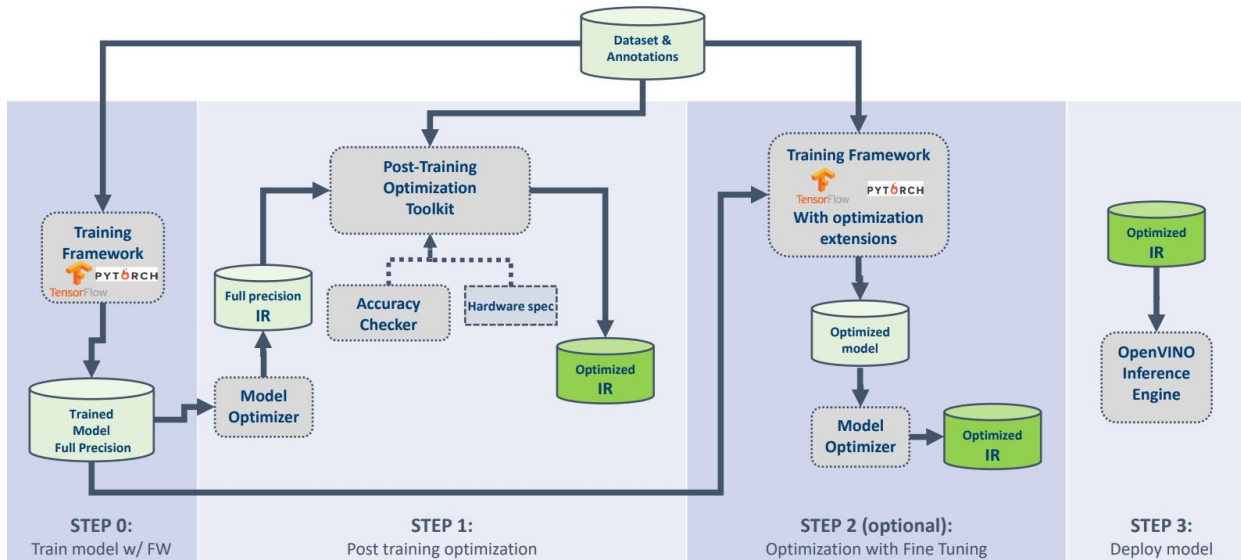 Dataset &
Annotations
Training
Framework
TensorFlow
PYTORCH
Trained
Model
Full Precision
STEP 0:
Train model w/ FW
Post-Training
Optimization
Toolkit
Full precision
IR
Accuracy
Checker
Hardware spec
Model
Optimizer
Optimized
IR
STEP 1:
Post training optimization
Training Framework
TensorFlow
PYTORCH
With optimization
extensions
Optimized
model
Model
Optimizer
Optimized
IR
STEP 2 (optional):
Optimization with Fine Tuning
Optimized
IR
OpenVINO
Inference
Engine
STEP 3:
Deploy model